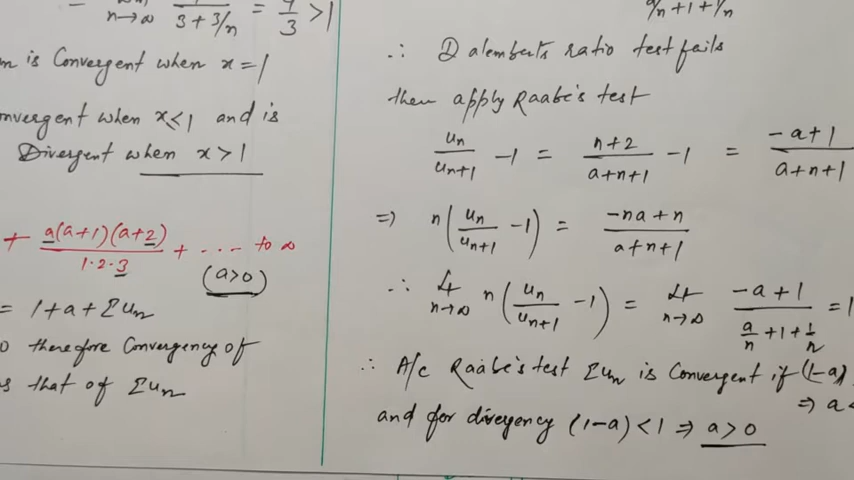 n→∞ 3 + 3/n = 4/3 > 1
is Convergent when x = 1
when x < 1 and is
Divergent when x > 1
+ a(a+1)(a+2)/1·2·3 + .... to ∞
(a>0)
= 1 + a + Σun
therefore Convergency of
that of Σun
a/n + 1 + 1/n
∴ D alembert's ratio test fails
then apply Raabe's test
un/un+1 - 1 = n+2/a+n+1 - 1 = -a+1/a+n+1
⇒ n(un/un+1 - 1) = -na+n/a+n+1
∴ Lt n→∞ n(un/un+1 - 1) = Lt n→∞ -a+1/(a/n + 1 + 1/n) = 1
∴ A/c Raabe's test Σun is Convergent if (1-a)
⇒ a <
and for divergency (1-a) < 1 ⇒ a > 0